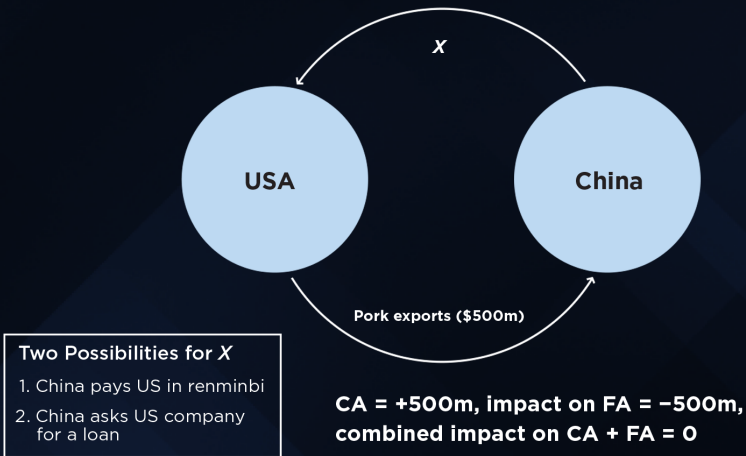 X
USA
China
Pork exports ($500m)
Two Possibilities for X
1. China pays US in renminbi
2. China asks US company
for a loan
CA = +500m, impact on FA = −500m,
combined impact on CA + FA = 0